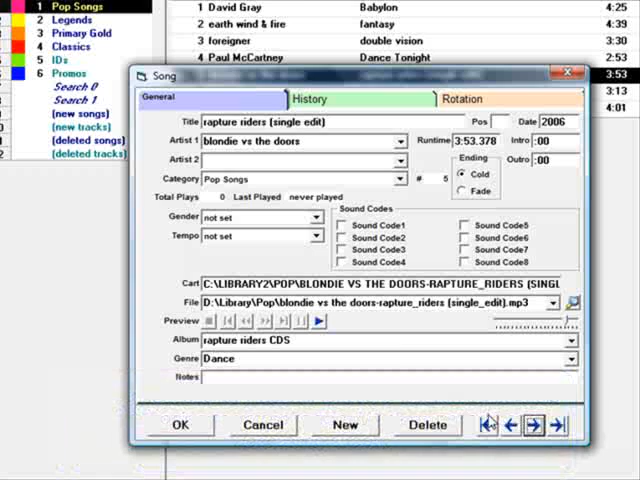 1 Pop Songs
2 Legends
3 Primary Gold
4 Classics
5 IDs
6 Promos
Search 0
Search 1
(new songs)
(new tracks)
(deleted songs)
(deleted tracks)
1 David Gray Babylon 4:25
2 earth wind & fire fantasy 4:39
3 foreigner double vision 3:30
4 Paul McCartney Dance Tonight 2:57
3:53
3:13
4:01
Song
General History Rotation
Title rapture riders (single edit) Pos Date 2006
Artist 1 blondie vs the doors Runtime 3:53.378 Intro :00
Artist 2 Ending Cold Fade Outro :00
Category Pop Songs # 5
Total Plays 0 Last Played never played
Gender not set
Tempo not set
Sound Codes
Sound Code1 Sound Code5
Sound Code2 Sound Code6
Sound Code3 Sound Code7
Sound Code4 Sound Code8
Cart C:\LIBRARY2\POP\BLONDIE VS THE DOORS-RAPTURE_RIDERS (SINGL
File D:\Library\Pop\blondie vs the doors-rapture_riders (single_edit).mp3
Preview
Album rapture riders CDS
Genre Dance
Notes
OK Cancel New Delete